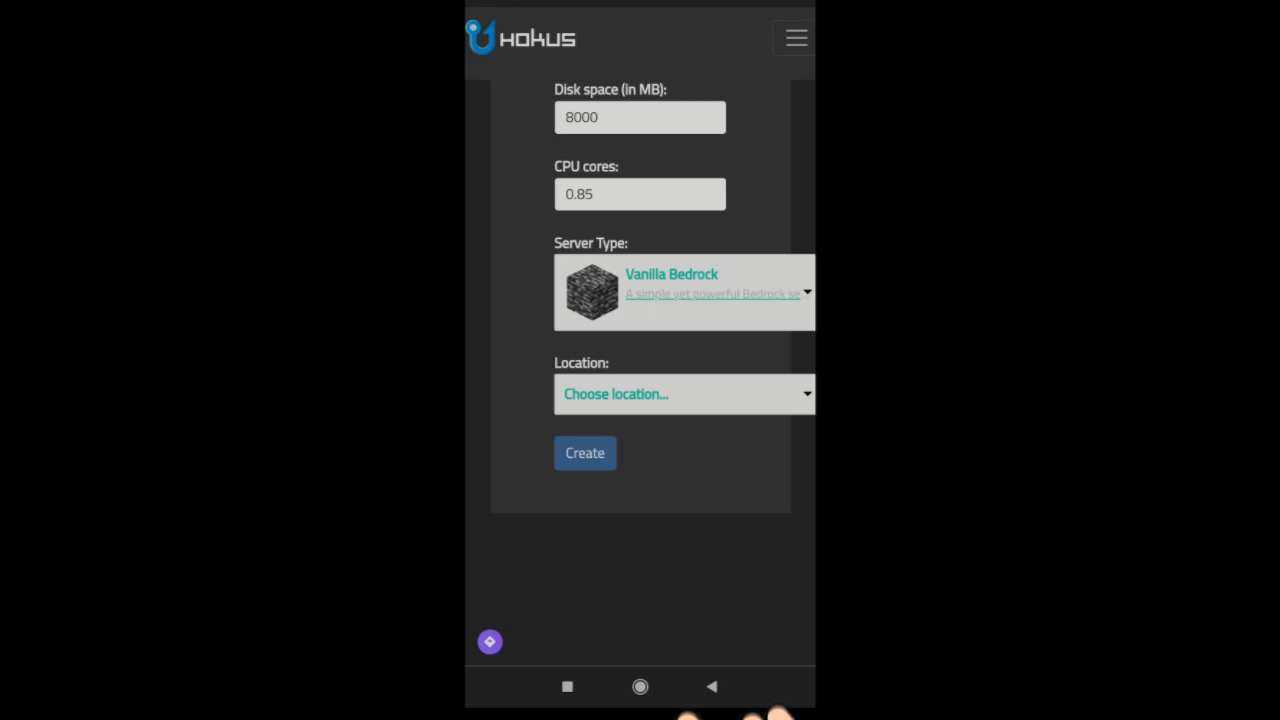 HOKUS
Disk space (in MB):
8000
CPU cores:
0.85
Server Type:
Vanilla Bedrock
A simple yet powerful Bedrock se...
Location:
Choose location...
Create